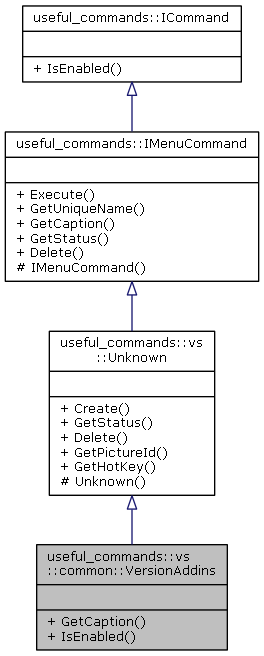 useful_commands::ICommand
+ IsEnabled()
useful_commands::IMenuCommand
+ Execute()
+ GetUniqueName()
+ GetCaption()
+ GetStatus()
+ Delete()
# IMenuCommand()
useful_commands::vs
::Unknown
+ Create()
+ GetStatus()
+ Delete()
+ GetPictureId()
+ GetHotKey()
# Unknown()
useful_commands::vs
::common::VersionAddins
+ GetCaption()
+ IsEnabled()